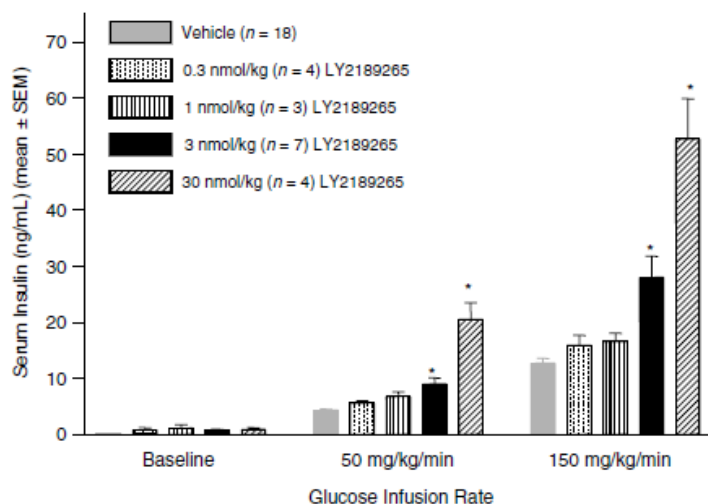 Vehicle (n = 18)
0.3 nmol/kg (n = 4) LY2189265
1 nmol/kg (n = 3) LY2189265
3 nmol/kg (n = 7) LY2189265
30 nmol/kg (n = 4) LY2189265
Serum Insulin (ng/mL) (mean ± SEM)
70
60
50
40
30
20
10
0
*
*
*
*
Baseline
50 mg/kg/min
150 mg/kg/min
Glucose Infusion Rate